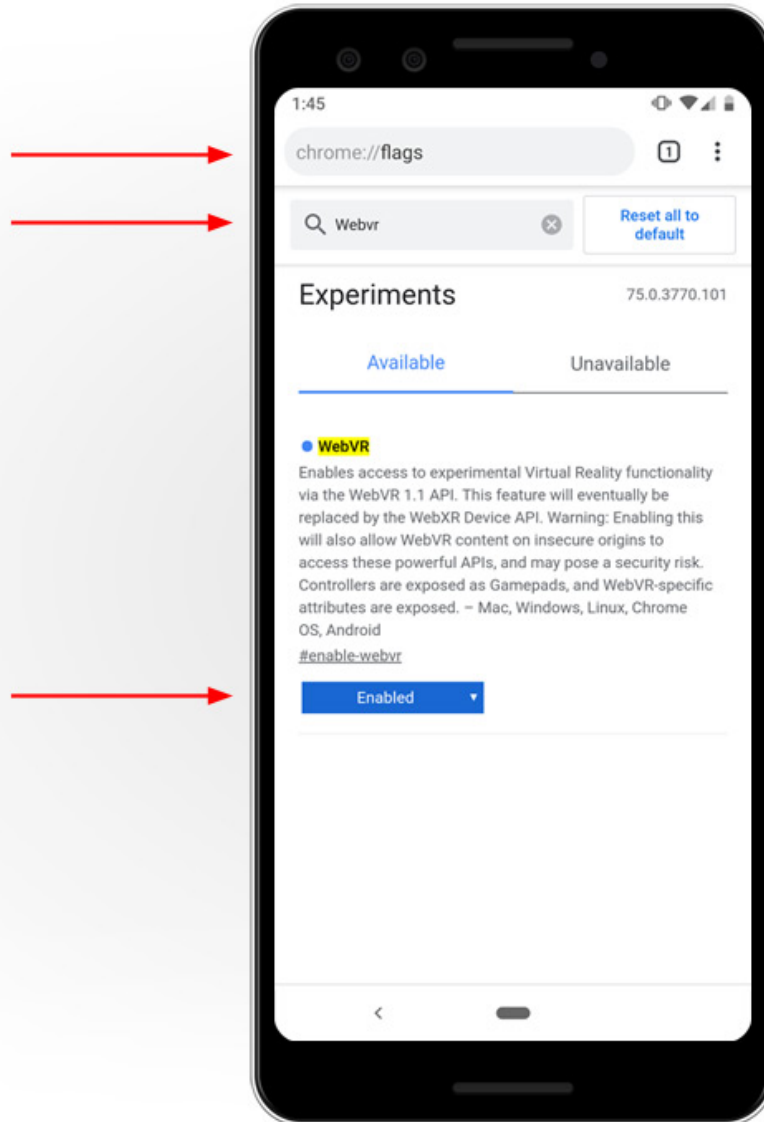 1:45
chrome://flags
1
Webvr
Reset all to
default
Experiments
75.0.3770.101
Available
Unavailable
WebVR
Enables access to experimental Virtual Reality functionality
via the WebVR 1.1 API. This feature will eventually be
replaced by the WebXR Device API. Warning: Enabling this
will also allow WebVR content on insecure origins to
access these powerful APIs, and may pose a security risk.
Controllers are exposed as Gamepads, and WebVR-specific
attributes are exposed. – Mac, Windows, Linux, Chrome
OS, Android
#enable-webvr
Enabled